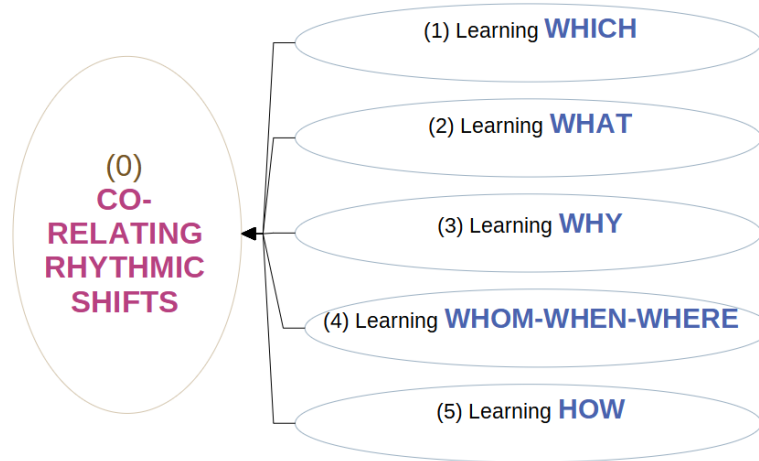 (0)
CO-
RELATING
RHYTHMIC
SHIFTS
(1) Learning WHICH
(2) Learning WHAT
(3) Learning WHY
(4) Learning WHOM-WHEN-WHERE
(5) Learning HOW